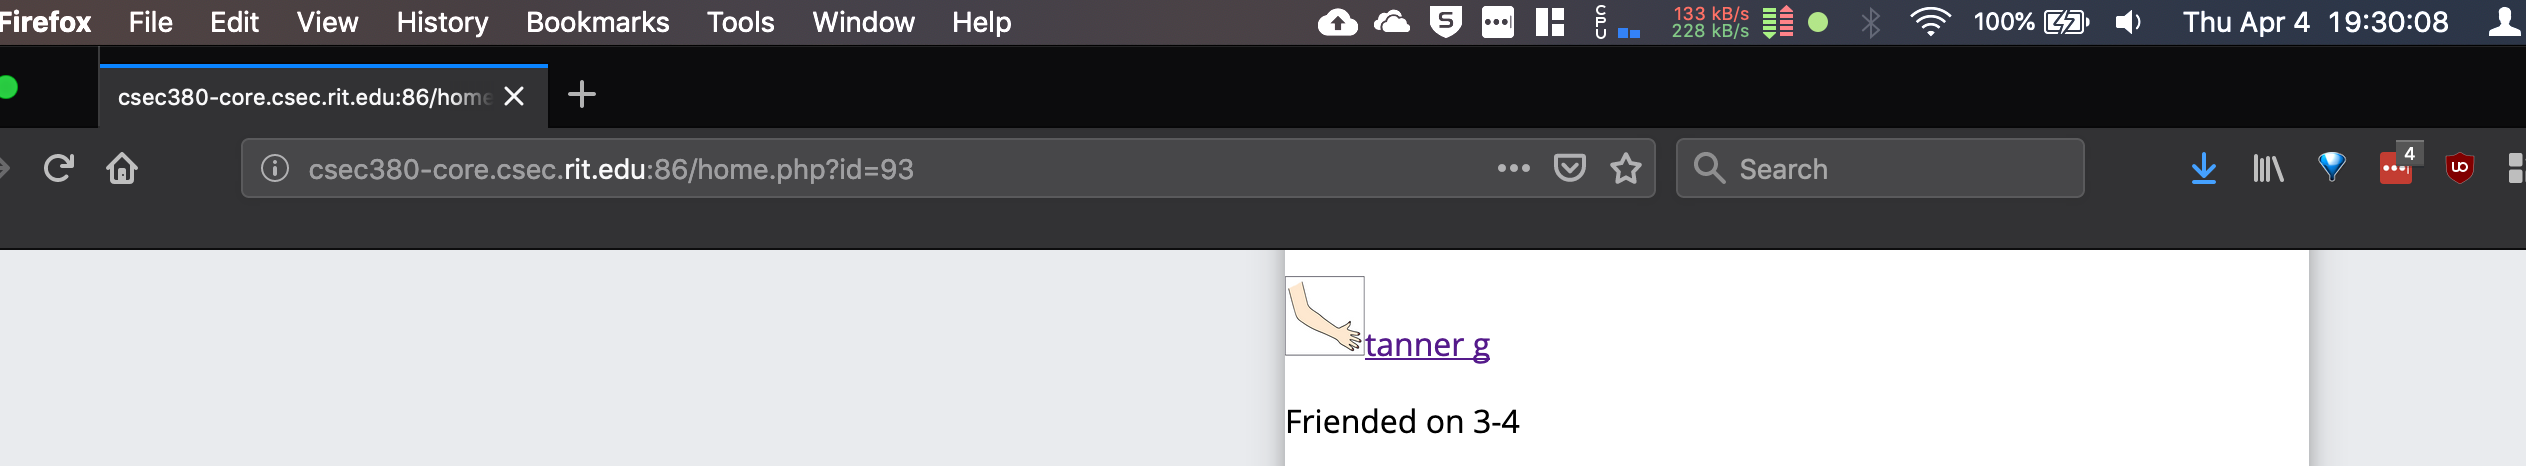 Firefox File Edit View History Bookmarks Tools Window Help S CPU 133 kB/s 228 kB/s 100% Thu Apr 4 19:30:08
csec380-core.csec.rit.edu:86/home
csec380-core.csec.rit.edu:86/home.php?id=93 Search 4 uo
tanner g
Friended on 3-4